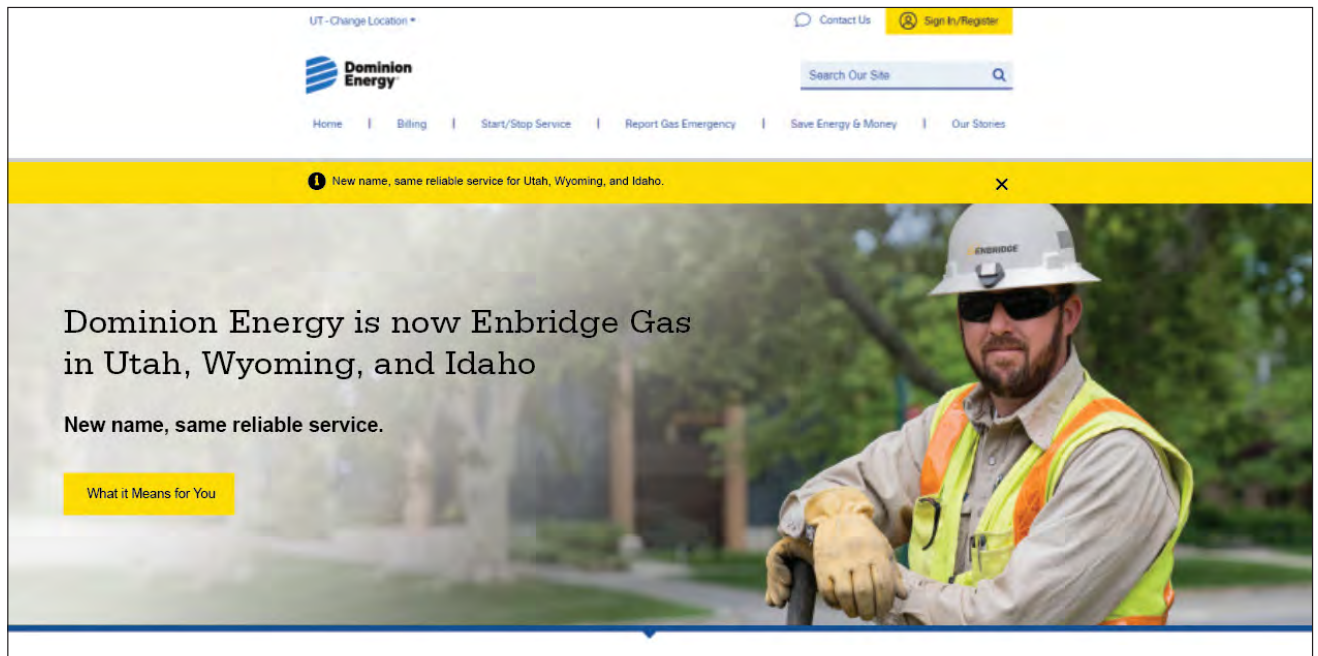 UT-Change Location
Contact Us
Sign In/Register
Dominion
Energy
Search Our Site
Home | Billing | Start/Stop Service | Report Gas Emergency | Save Energy & Money | Our Stories
New name, same reliable service for Utah, Wyoming, and Idaho.
ENBRIDGE
Dominion Energy is now Enbridge Gas
in Utah, Wyoming, and Idaho
New name, same reliable service.
What it Means for You